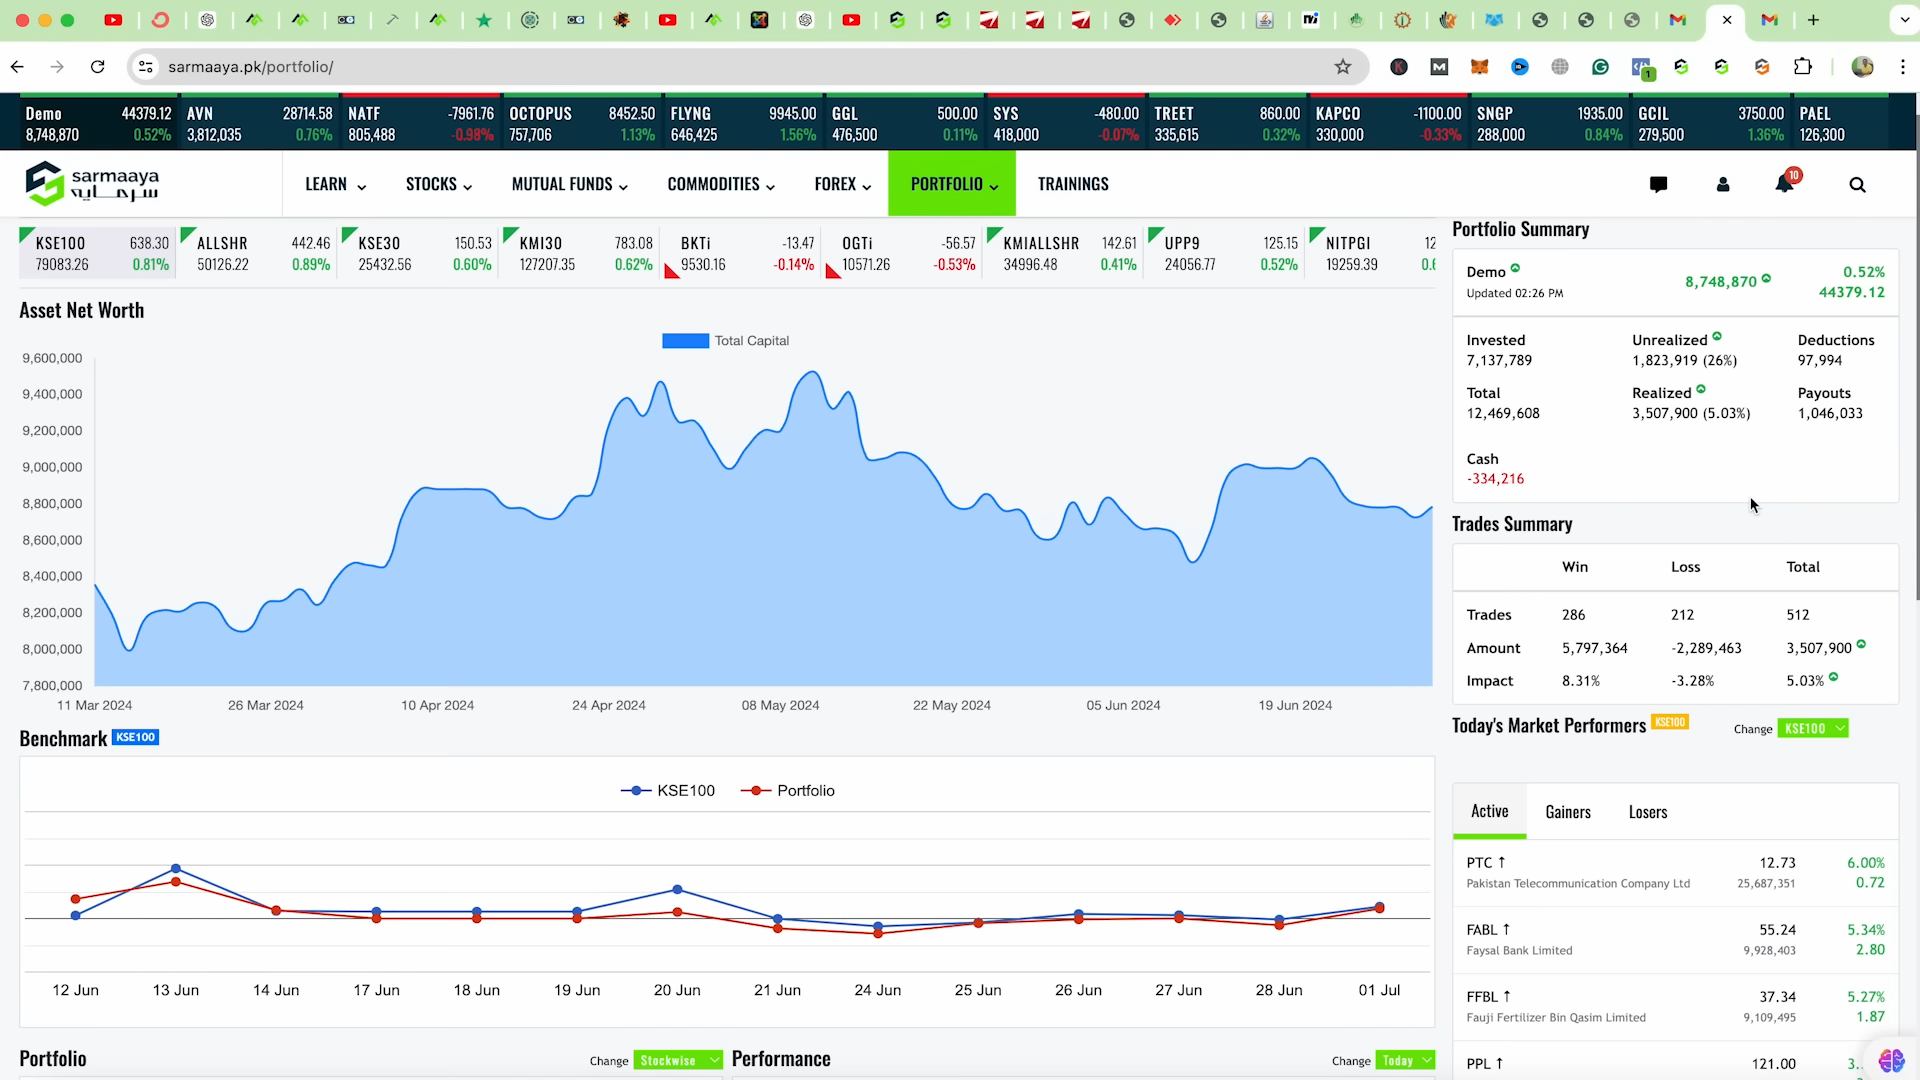 sarmaaya.pk/portfolio/
1
Demo 44379.12
8,748,870 0.52%
AVN 28714.58
3,812,035 0.76%
NATF -7961.76
805,488 -0.98%
OCTOPUS 8452.50
757,706 1.13%
FLYNG 9945.00
646,425 1.56%
GGL 500.00
476,500 0.11%
SYS -480.00
418,000 -0.07%
TREET 860.00
335,615 0.32%
KAPCO -1100.00
330,000 -0.33%
SNGP 1935.00
288,000 0.84%
GCIL 3750.00
279,500 1.36%
PAEL
126,300
sarmaaya
سرمایہ
LEARN STOCKS MUTUAL FUNDS COMMODITIES FOREX PORTFOLIO TRAININGS
10
KSE100 638.30
79083.26 0.81%
ALLSHR 442.46
50126.22 0.89%
KSE30 150.53
25432.56 0.60%
KMI30 783.08
127207.35 0.62%
BKTi -13.47
9530.16 -0.14%
OGTi -56.57
10571.26 -0.53%
KMIALLSHR 142.61
34996.48 0.41%
UPP9 125.15
24056.77 0.52%
NITPGI
19259.39
Asset Net Worth
Total Capital
9,600,000
9,400,000
9,200,000
9,000,000
8,800,000
8,600,000
8,400,000
8,200,000
8,000,000
7,800,000
11 Mar 2024 26 Mar 2024 10 Apr 2024 24 Apr 2024 08 May 2024 22 May 2024 05 Jun 2024 19 Jun 2024
Benchmark KSE100
KSE100 Portfolio
12 Jun 13 Jun 14 Jun 17 Jun 18 Jun 19 Jun 20 Jun 21 Jun 24 Jun 25 Jun 26 Jun 27 Jun 28 Jun 01 Jul
Portfolio Change Stockwise
Performance Change Today
Portfolio Summary
Demo 8,748,870 0.52%
Updated 02:26 PM 44379.12
Invested Unrealized Deductions
7,137,789 1,823,919 (26%) 97,994
Total Realized Payouts
12,469,608 3,507,900 (5.03%) 1,046,033
Cash
-334,216
Trades Summary
Win Loss Total
Trades 286 212 512
Amount 5,797,364 -2,289,463 3,507,900
Impact 8.31% -3.28% 5.03%
Today's Market Performers KSE100 Change KSE100
Active Gainers Losers
PTC ↑ 12.73 6.00%
Pakistan Telecommunication Company Ltd 25,687,351 0.72
FABL ↑ 55.24 5.34%
Faysal Bank Limited 9,928,403 2.80
FFBL ↑ 37.34 5.27%
Fauji Fertilizer Bin Qasim Limited 9,109,495 1.87
PPL ↑ 121.00